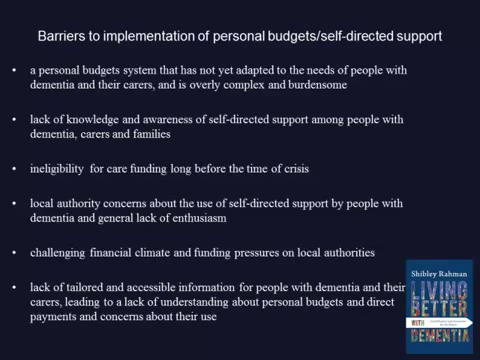 Barriers to implementation of personal budgets/self-directed support
• a personal budgets system that has not yet adapted to the needs of people with
dementia and their carers, and is overly complex and burdensome
• lack of knowledge and awareness of self-directed support among people with
dementia, carers and families
• ineligibility for care funding long before the time of crisis
• local authority concerns about the use of self-directed support by people with
dementia and general lack of enthusiasm
• challenging financial climate and funding pressures on local authorities
• lack of tailored and accessible information for people with dementia and their
carers, leading to a lack of understanding about personal budgets and direct
payments and concerns about their use
Shibley Rahman
LIVING
BETTER
WITH
DEMENTIA